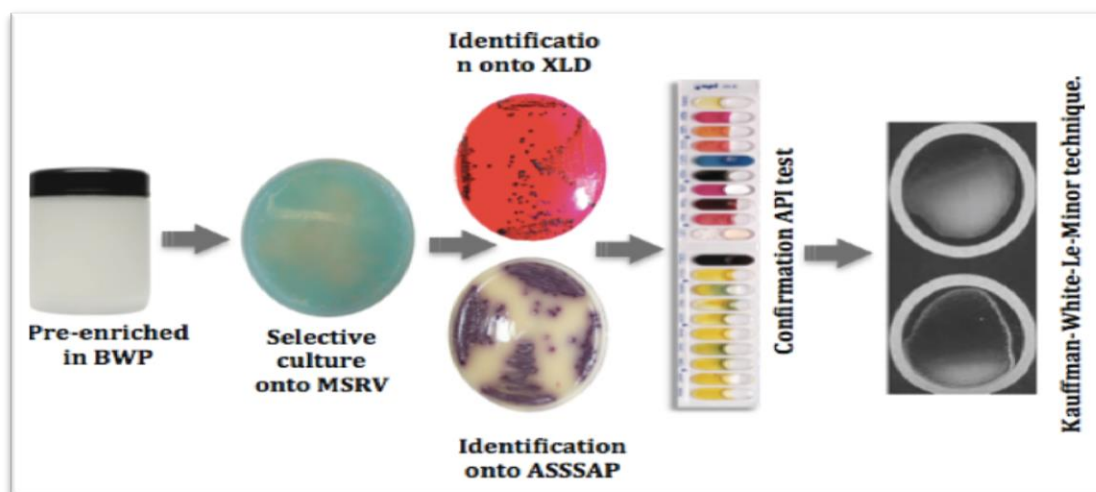 Pre-enriched
in BWP
Selective
culture
onto MSRV
Identificatio
n onto XLD
Identification
onto ASSSAP
Confirmation API test
Kauffman-White-Le-Minor technique.